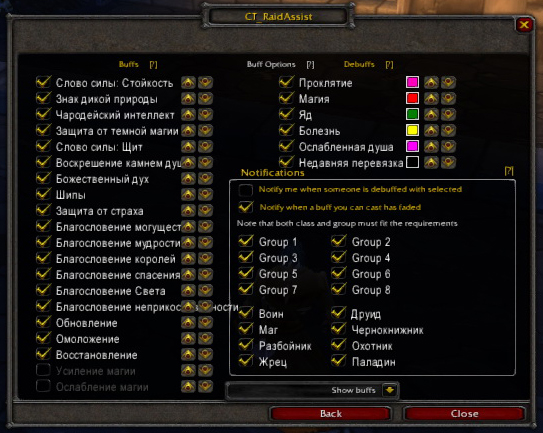 CT_RaidAssist
Buffs [?]
Слово силы: Стойкость
Знак дикой природы
Чародейский интеллект
Защита от темной магии
Слово силы: Щит
Воскрешение камнем душ
Божественный дух
Шипы
Защита от страха
Благословение могущест
Благословение мудрости
Благословение королей
Благословение спасения
Благословение Света
Благословение неприкос ности
Обновление
Омоложение
Восстановление
Усиление магии
Ослабление магии
Buff Options [?] Debuffs [?]
Проклятие
Магия
Яд
Болезнь
Ослабленная душа
Недавняя перевязка
Notifications [?]
Notify me when someone is debuffed with selected
Notify when a buff you can cast has faded
Note that both class and group must fit the requirements
Group 1 Group 2
Group 3 Group 4
Group 5 Group 6
Group 7 Group 8
Воин Друид
Маг Чернокнижник
Разбойник Охотник
Жрец Паладин
Show buffs
Back Close